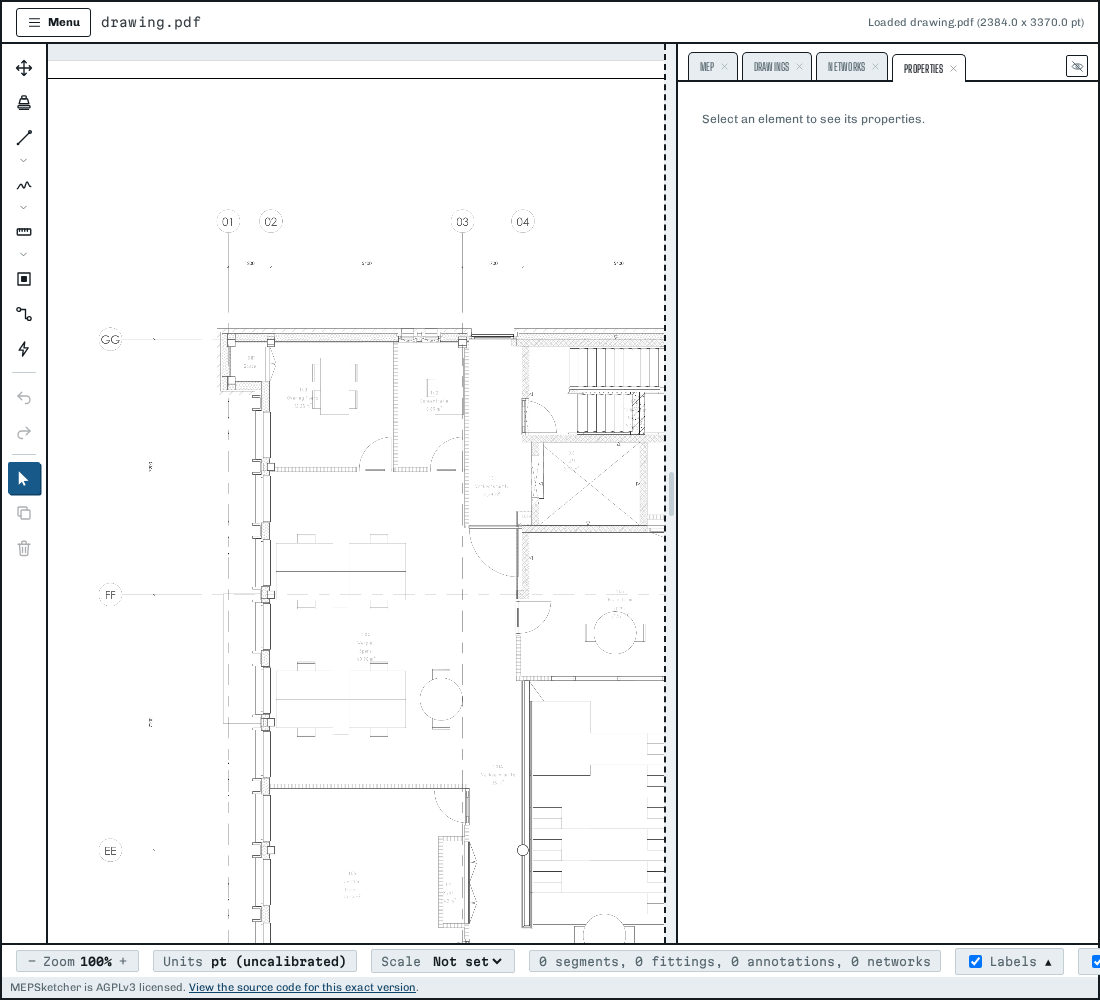 Menu drawing.pdf Loaded drawing.pdf (2384.0 x 3370.0 pt)
MEP DRAWINGS NETWORKS PROPERTIES
Select an element to see its properties.
01 02 03 04
GG
FF
EE
− Zoom 100% + Units pt (uncalibrated) Scale Not set 0 segments, 0 fittings, 0 annotations, 0 networks Labels ▲
MEPSketcher is AGPLv3 licensed. View the source code for this exact version.